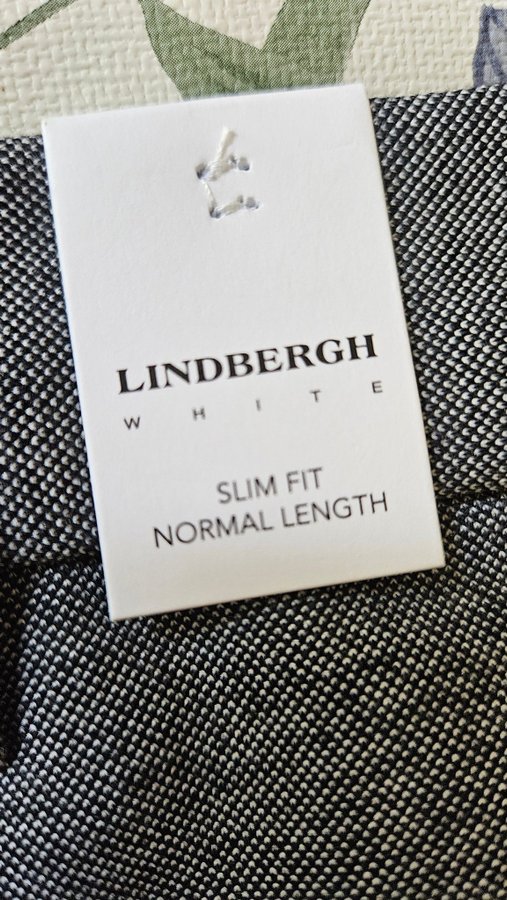 LINDBERGH
WHITE
SLIM FIT
NORMAL LENGTH